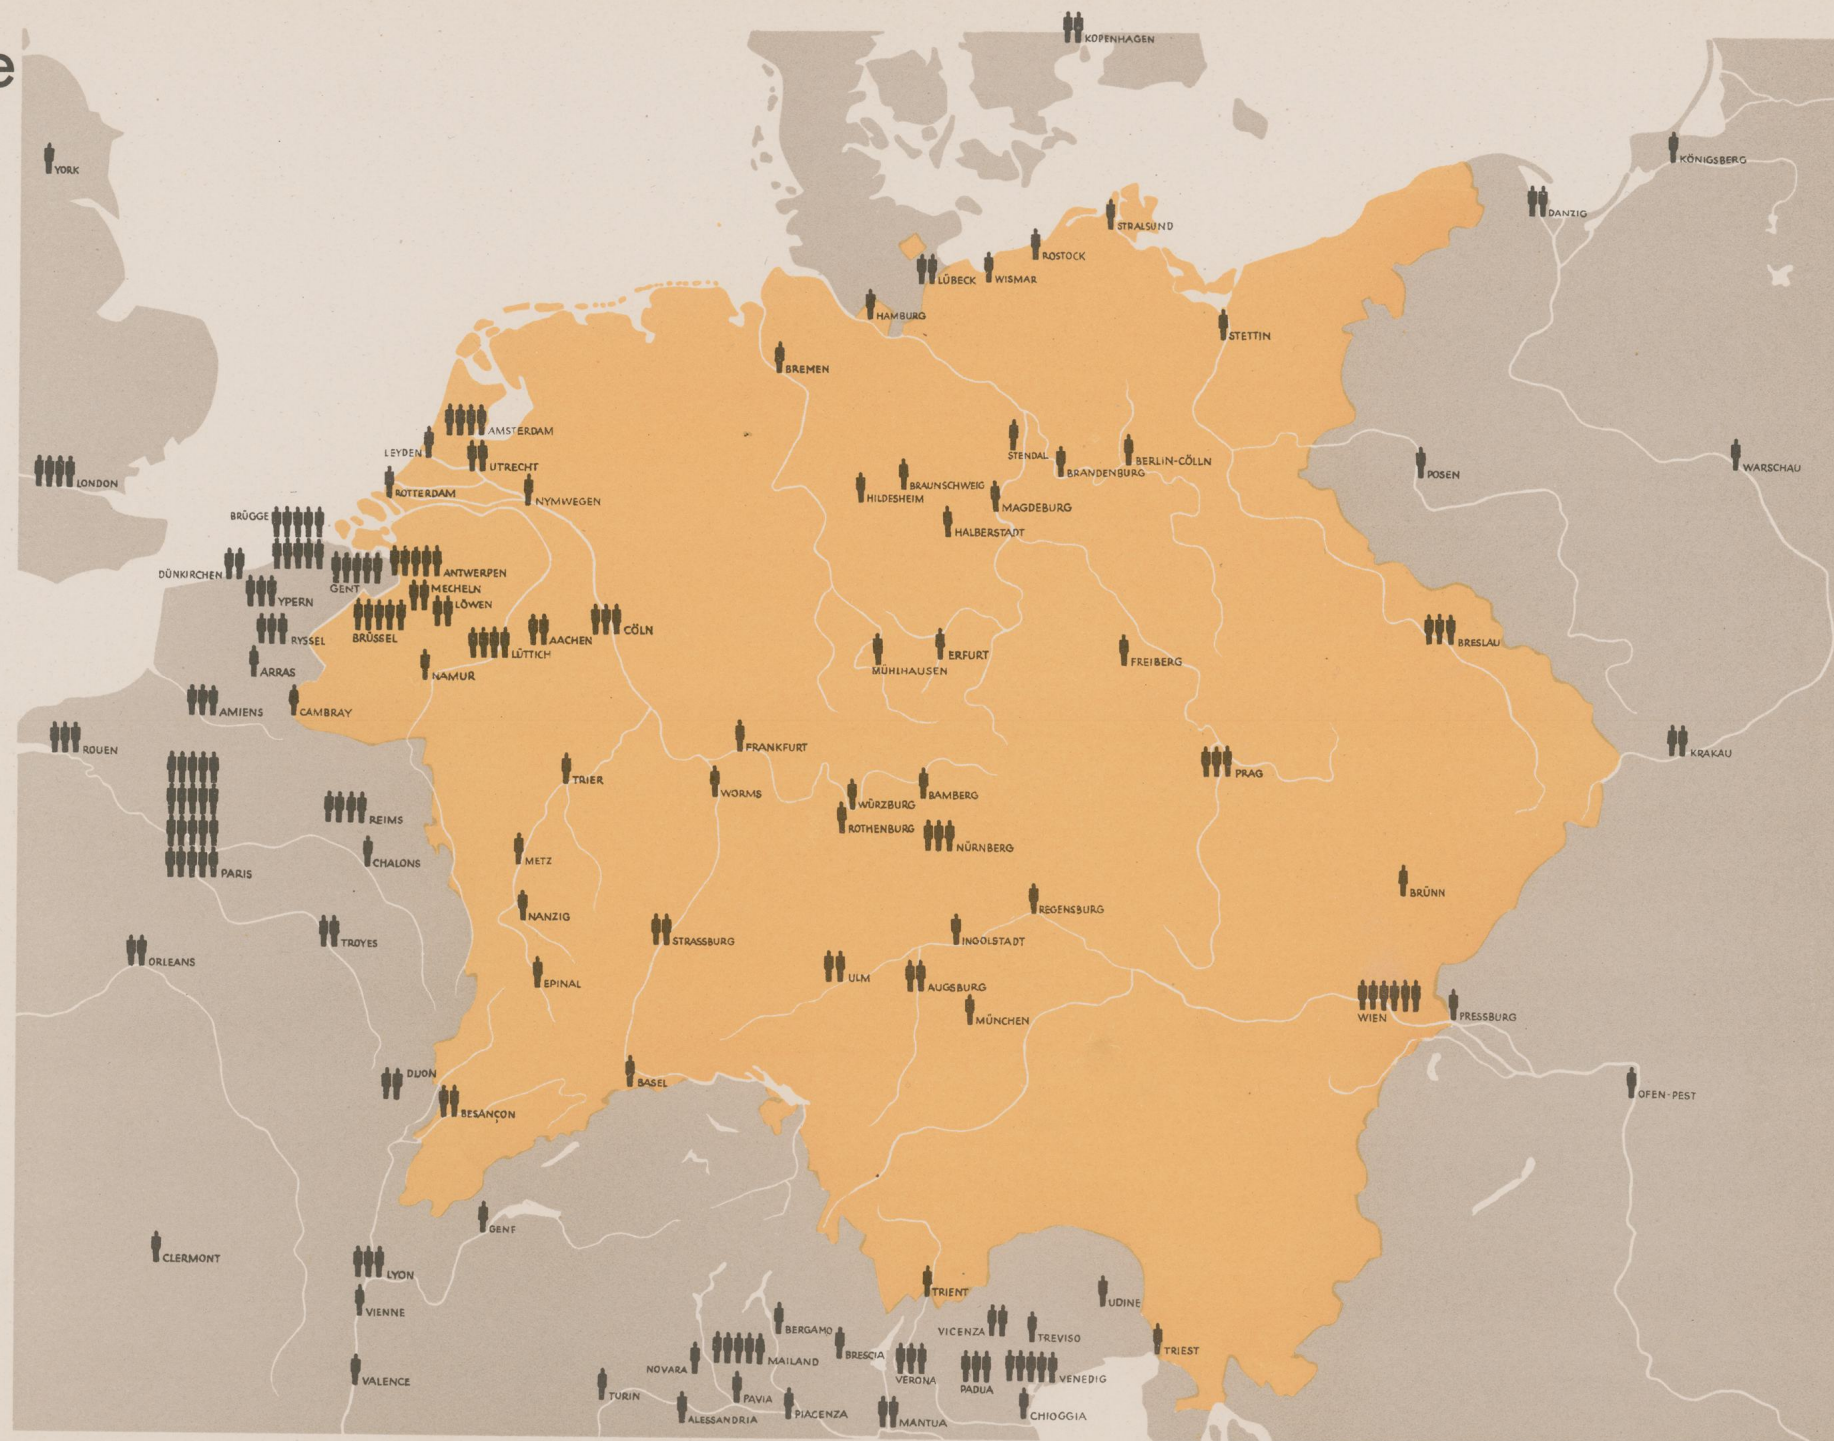 e
KOPENHAGEN
YORK
KÖNIGSBERG
DANZIG
STRALSUND
ROSTOCK
LÜBECK
WISMAR
HAMBURG
STETTIN
BREMEN
AMSTERDAM
LEYDEN
UTRECHT
STENDAL
BERLIN-CÖLLN
BRANDENBURG
WARSCHAU
POSEN
LONDON
ROTTERDAM
NYMWEGEN
HILDESHEIM
BRAUNSCHWEIG
MAGDEBURG
BRÜGGE
HALBERSTADT
DÜNKIRCHEN
GENT
ANTWERPEN
MECHELN
YPERN
LÖWEN
BRÜSSEL
RYSSEL
AACHEN
CÖLN
LÜTTICH
BRESLAU
ERFURT
FREIBERG
MÜHLHAUSEN
ARRAS
NAMUR
AMIENS
CAMBRAY
ROUEN
FRANKFURT
KRAKAU
TRIER
PRAG
WORMS
BAMBERG
WÜRZBURG
REIMS
ROTHENBURG
NÜRNBERG
CHALONS
METZ
PARIS
BRÜNN
NANZIG
REGENSBURG
TROYES
STRASSBURG
INGOLSTADT
ORLEANS
ULM
EPINAL
AUGSBURG
WIEN
PRESSBURG
MÜNCHEN
DIJON
BASEL
OFEN-PEST
BESANÇON
GENF
CLERMONT
LYON
TRIENT
UDINE
VIENNE
BERGAMO
VICENZA
TREVISO
TRIEST
BRESCIA
MAILAND
NOVARA
VERONA
PADUA
VENEDIG
VALENCE
TURIN
PAVIA
ALESSANDRIA
PIACENZA
MANTUA
CHIOGGIA